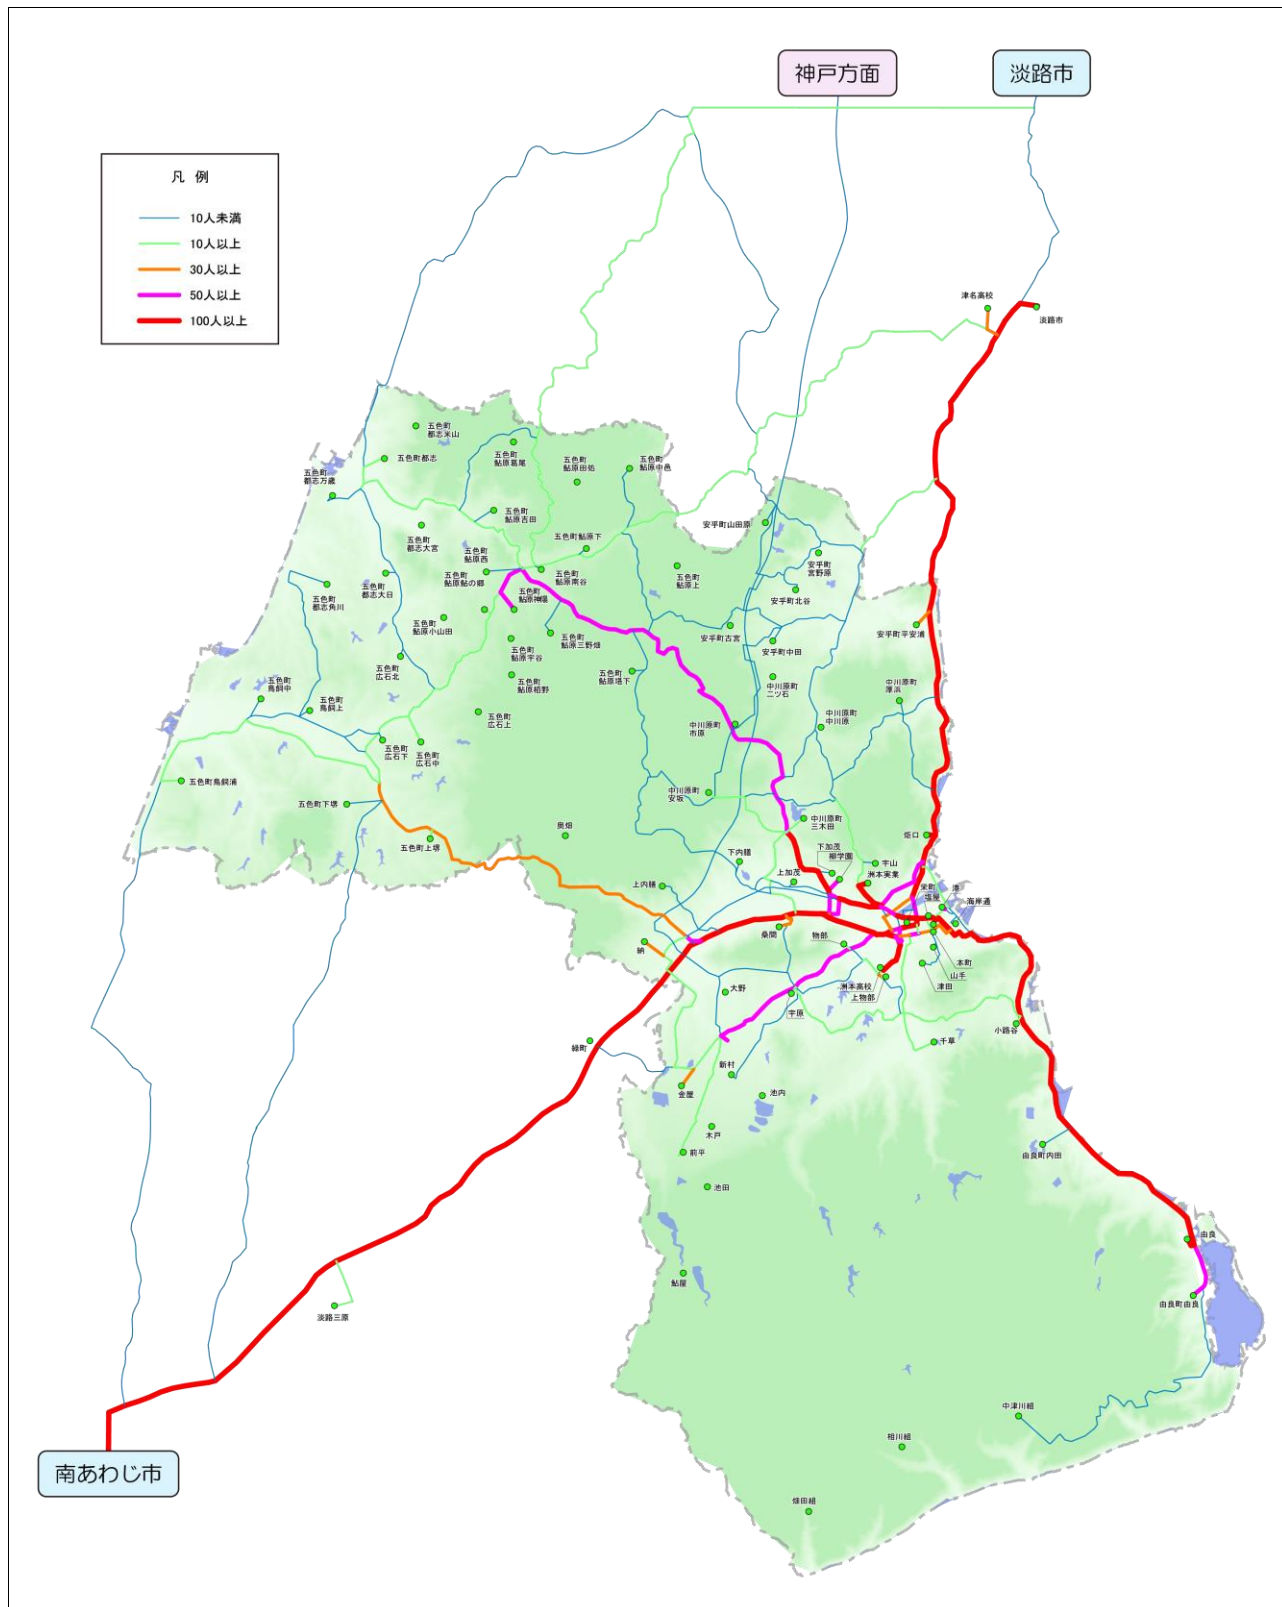 神戸方面
淡路市
凡 例
10人未満
10人以上
30人以上
50人以上
100人以上
津名高校
淡路市
五色町
都志米山
五色町都志
五色町
鮎原葛尾
五色町
鮎原田処
五色町
鮎原中邑
五色町
都志万歳
五色町
鮎原吉田
五色町
都志大宮
五色町
鮎原西
五色町鮎原下
安乎町山田原
五色町
鮎原鮎の郷
五色町
鮎原南谷
五色町
鮎原上
安乎町
宮野原
五色町
都志角川
五色町
都志大日
五色町
鮎原神陽
安乎町北谷
五色町
鮎原小山田
五色町
鮎原三野畑
安乎町古宮
安乎町中田
安乎町平安浦
五色町
鮎原宇谷
五色町
広石北
五色町
鮎原栢野
五色町
鮎原塔下
中川原町
二ツ石
中川原町
厚浜
五色町
鳥飼中
五色町
鳥飼上
五色町
広石上
中川原町
市原
中川原町
中川原
五色町
広石下
五色町
広石中
五色町鳥飼浦
五色町下堺
五色町上堺
中川原町
安坂
中川原町
三木田
奥畑
炬口
下内膳
下加茂
柳学園
宇山
上加茂
洲本実業
上内膳
栄町
塩屋
港
海岸通
桑間
物部
納
本町
山手
津田
洲本高校
上物部
大野
宇原
小路谷
千草
緑町
新村
金屋
池内
木戸
前平
池田
由良町内田
由良
鮎屋
由良町由良
淡路三原
中津川組
相川組
畑田組
南あわじ市